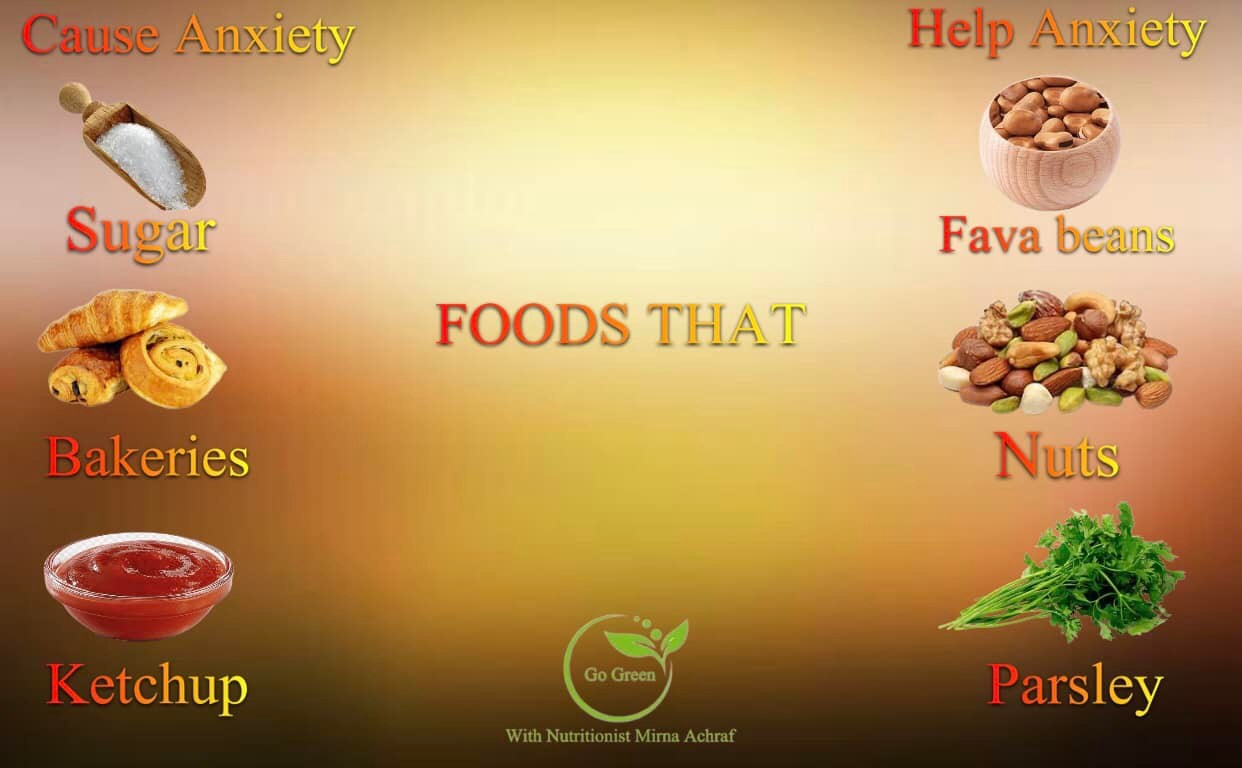 FOODS THAT
Cause Anxiety
Sugar
Bakeries
Ketchup
Help Anxiety
Fava beans
Nuts
Parsley
Go Green
With Nutritionist Mirna Achraf